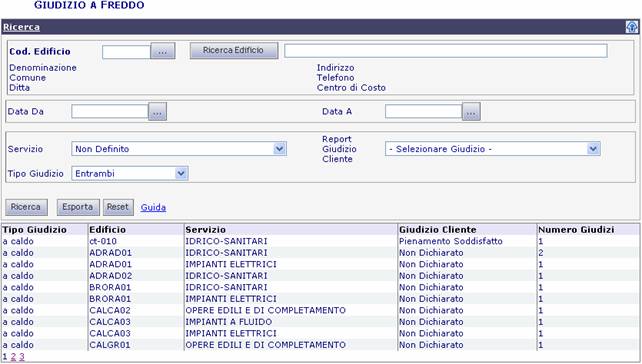 GIUDIZIO A FREDDO
Ricerca
Cod. Edificio ... Ricerca Edificio
Denominazione Indirizzo
Comune Telefono
Ditta Centro di Costo
Data Da ... Data A ...
Servizio Non Definito Report Giudizio Cliente - Selezionare Giudizio -
Tipo Giudizio Entrambi
Ricerca Esporta Reset Guida
Tipo Giudizio Edificio Servizio Giudizio Cliente Numero Giudizi
a caldo ct-010 IDRICO-SANITARI Pienamento Soddisfatto 1
a caldo ADRAD01 IDRICO-SANITARI Non Dichiarato 2
a caldo ADRAD01 IMPIANTI ELETTRICI Non Dichiarato 1
a caldo ADRAD02 IDRICO-SANITARI Non Dichiarato 1
a caldo BRORA01 IDRICO-SANITARI Non Dichiarato 1
a caldo BRORA01 IMPIANTI ELETTRICI Non Dichiarato 1
a caldo CALCA02 OPERE EDILI E DI COMPLETAMENTO Non Dichiarato 1
a caldo CALCA03 IMPIANTI A FLUIDO Non Dichiarato 1
a caldo CALCA03 IMPIANTI ELETTRICI Non Dichiarato 1
a caldo CALGR01 OPERE EDILI E DI COMPLETAMENTO Non Dichiarato 1
1 2 3